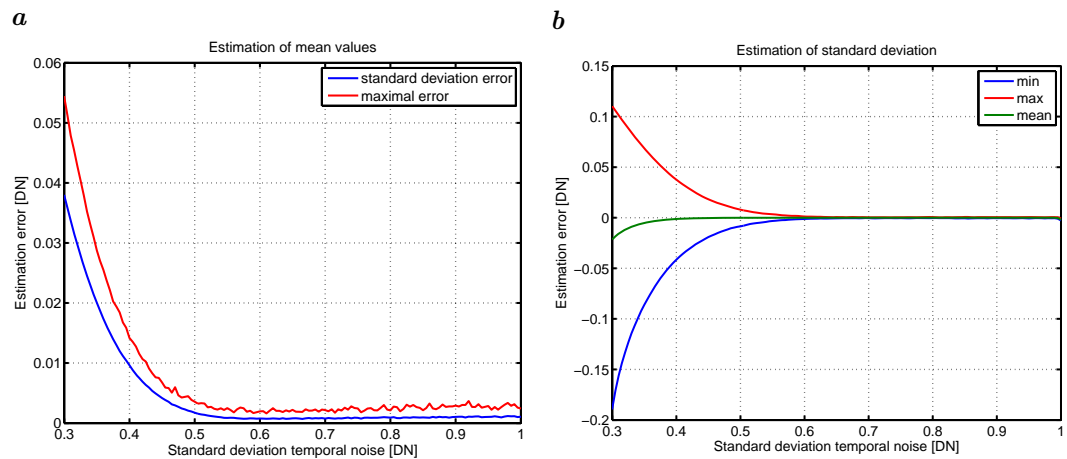 a
Estimation of mean values
0.06
0.05
0.04
0.03
0.02
0.01
0
Estimation error [DN]
standard deviation error
maximal error
0.3 0.4 0.5 0.6 0.7 0.8 0.9 1
Standard deviation temporal noise [DN]
b
Estimation of standard deviation
0.15
0.1
0.05
0
−0.05
−0.1
−0.15
−0.2
Estimation error [DN]
min
max
mean
0.3 0.4 0.5 0.6 0.7 0.8 0.9 1
Standard deviation temporal noise [DN]